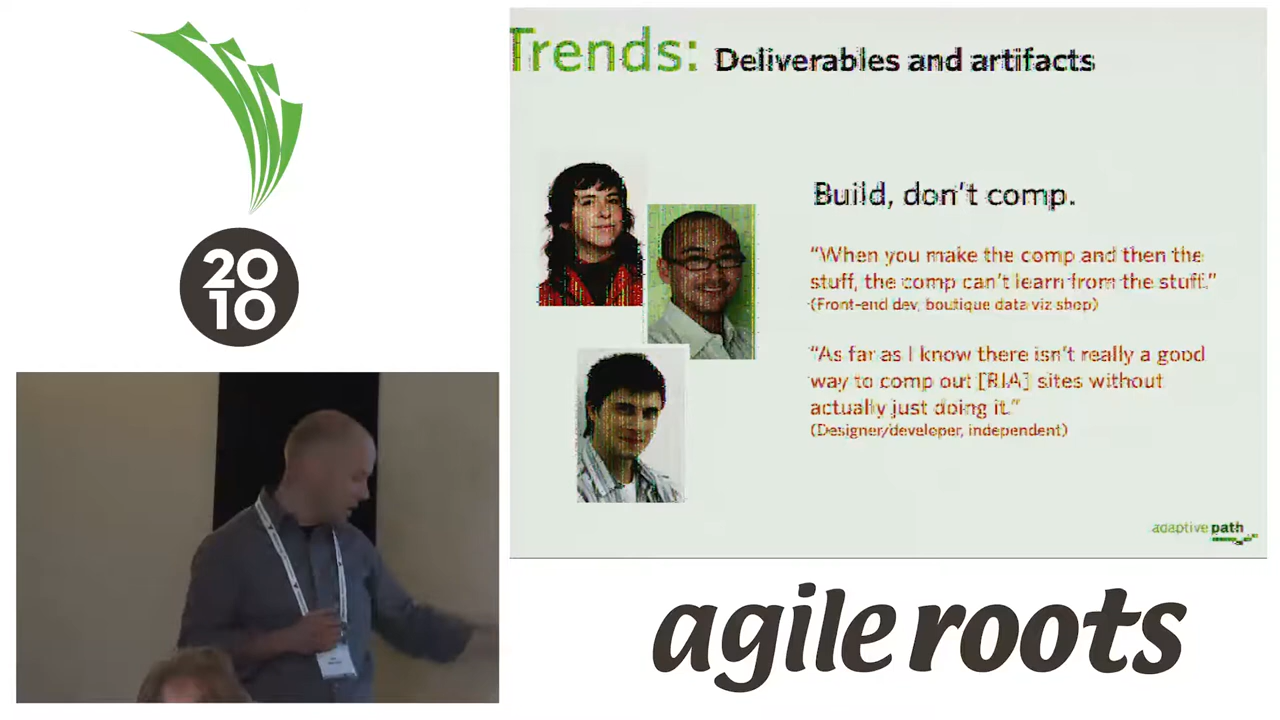 20
10
Trends: Deliverables and artifacts
Build, don't comp.
"When you make the comp and then the
stuff, the comp can't learn from the stuff."
(Front-end dev, boutique data viz shop)
"As far as I know there isn't really a good
way to comp out [RIA] sites without
actually just doing it."
(Designer/developer, independent)
adaptive path
agile roots